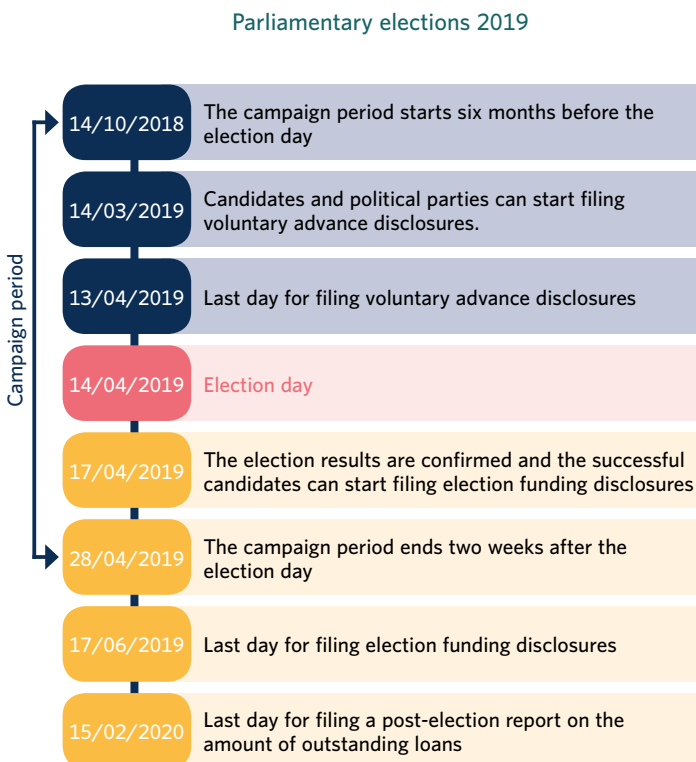 Parliamentary elections 2019
Campaign period
14/10/2018
The campaign period starts six months before the
election day
14/03/2019
Candidates and political parties can start filing
voluntary advance disclosures.
13/04/2019
Last day for filing voluntary advance disclosures
14/04/2019
Election day
17/04/2019
The election results are confirmed and the successful
candidates can start filing election funding disclosures
28/04/2019
The campaign period ends two weeks after the
election day
17/06/2019
Last day for filing election funding disclosures
15/02/2020
Last day for filing a post-election report on the
amount of outstanding loans